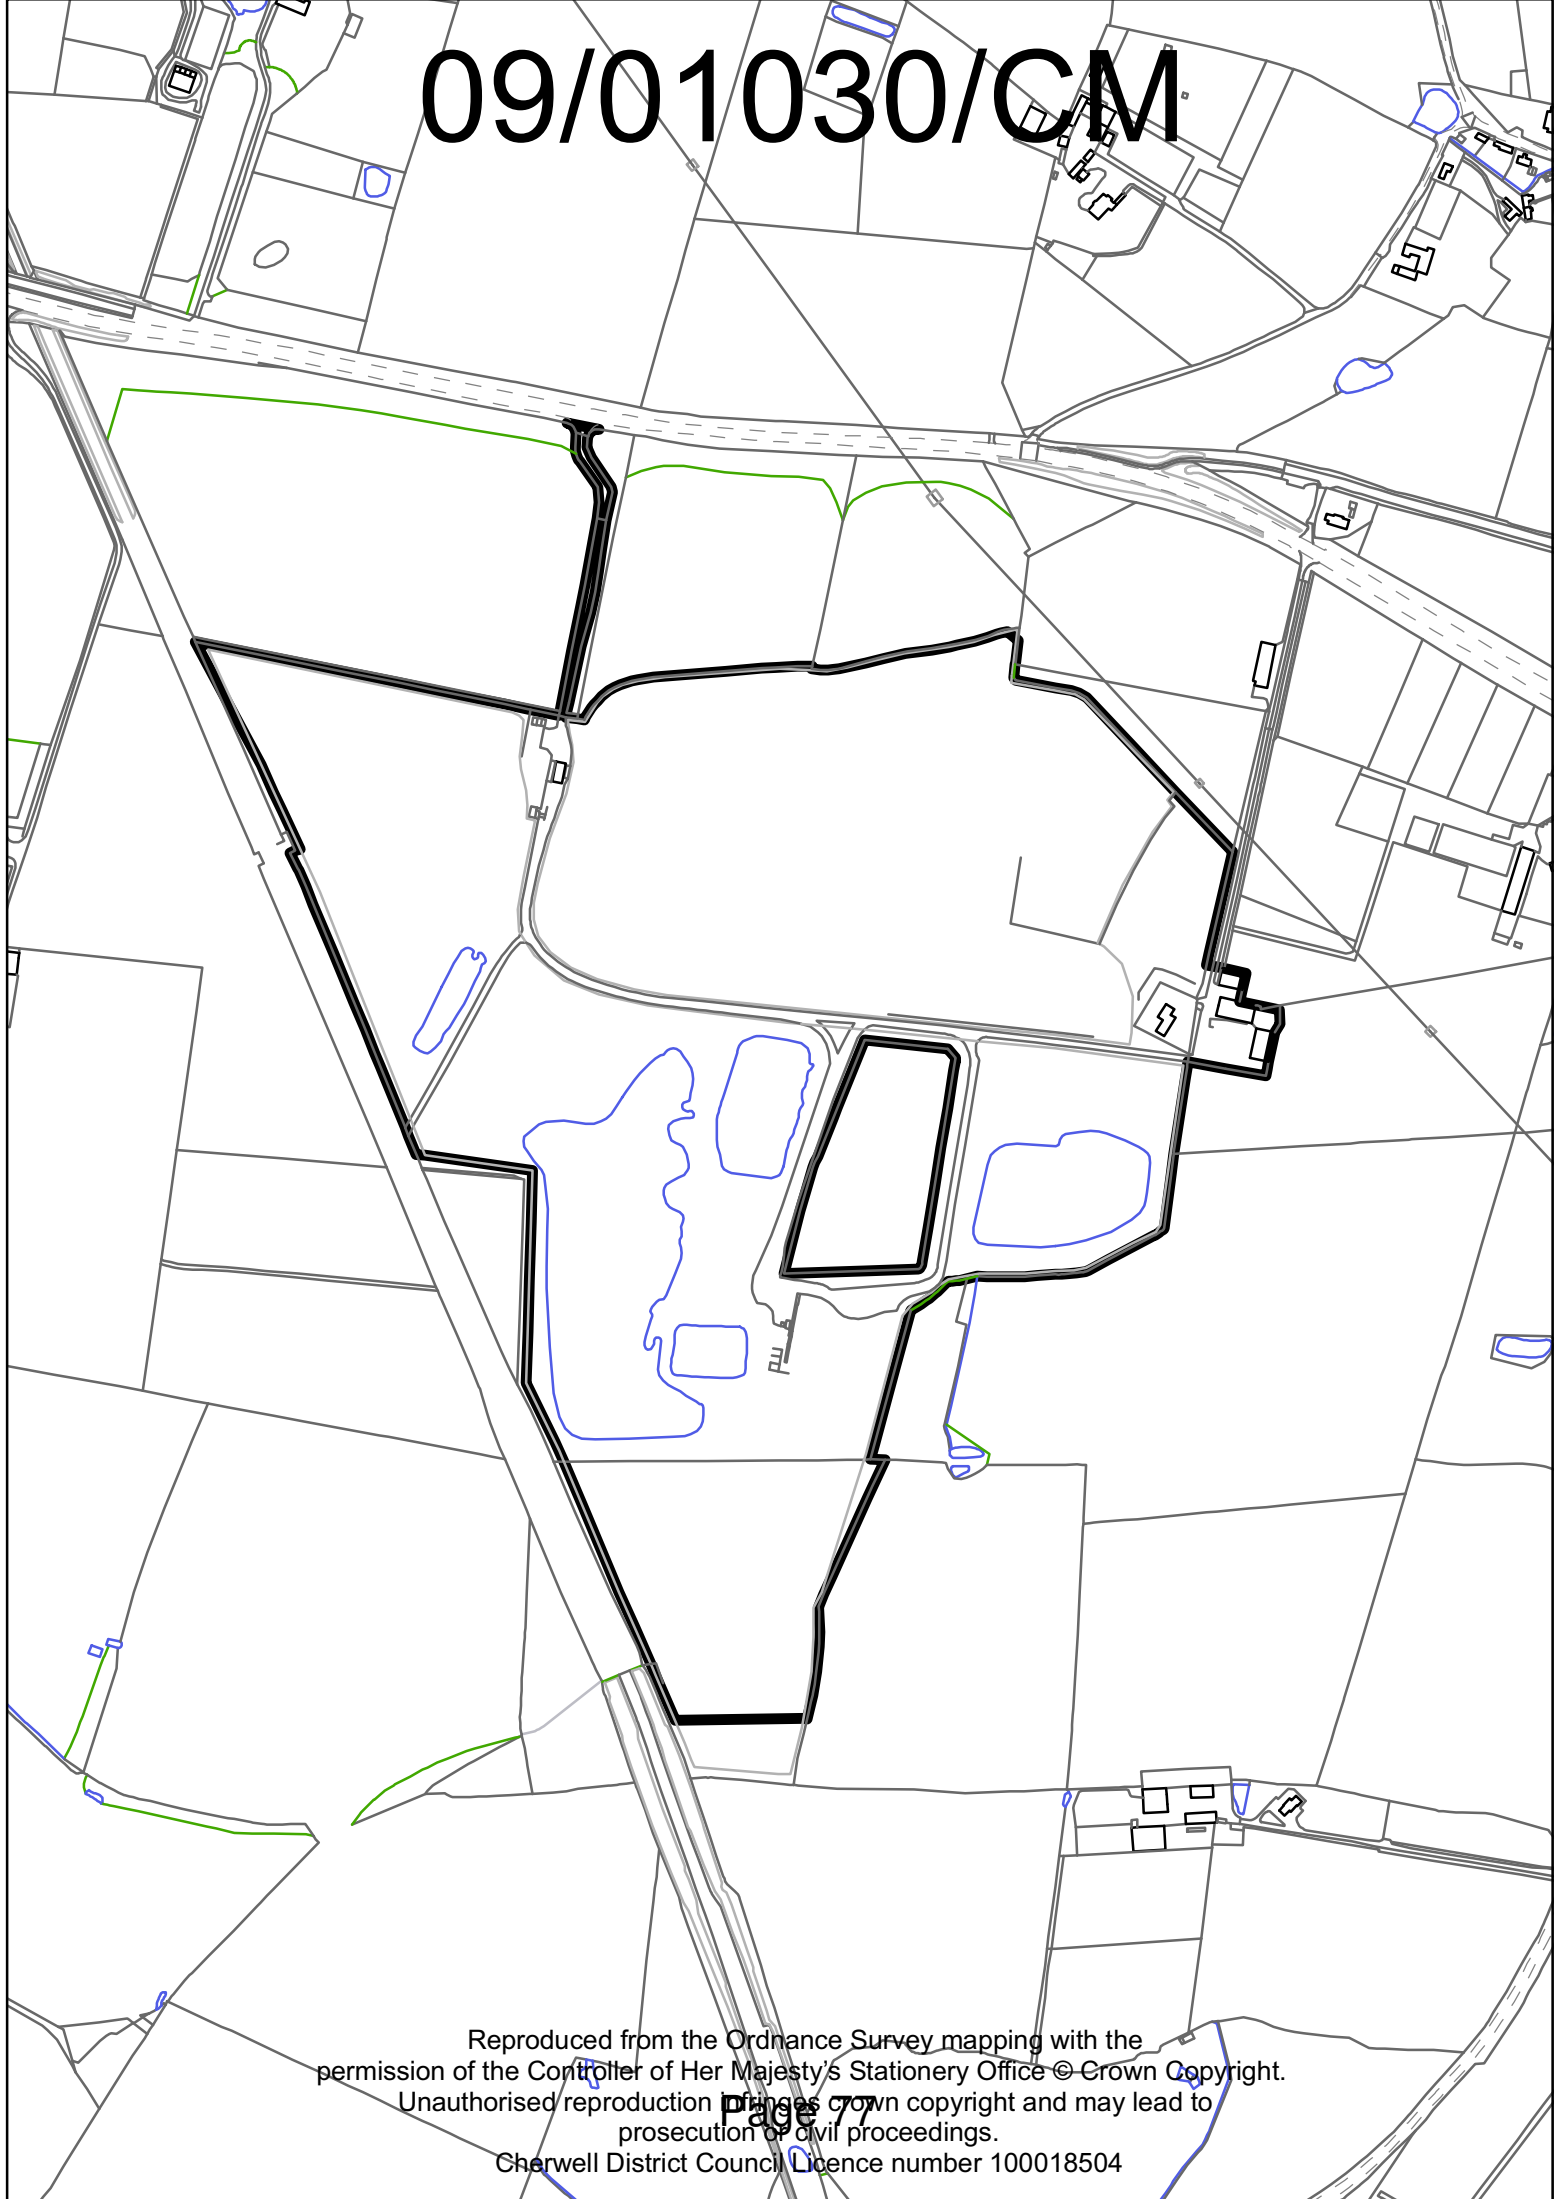 09/01030/CM
Reproduced from the Ordnance Survey mapping with the
permission of the Controller of Her Majesty's Stationery Office © Crown Copyright.
Unauthorised reproduction infringes crown copyright and may lead to
Page 77
prosecution or civil proceedings.
Cherwell District Council Licence number 100018504